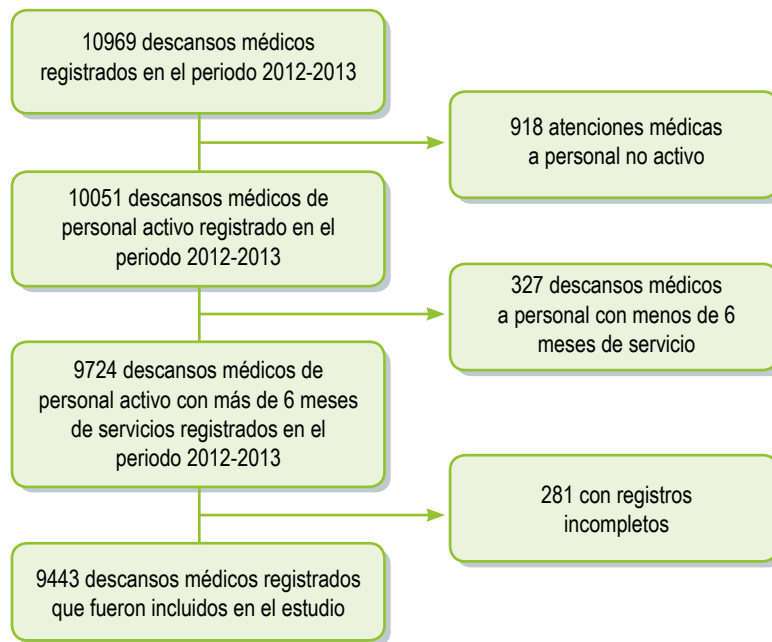 10969 descansos médicos
registrados en el periodo 2012-2013
918 atenciones médicas
a personal no activo
10051 descansos médicos de
personal activo registrado en el
periodo 2012-2013
327 descansos médicos
a personal con menos de 6
meses de servicio
9724 descansos médicos de
personal activo con más de 6 meses
de servicios registrados en el
periodo 2012-2013
281 con registros
incompletos
9443 descansos médicos registrados
que fueron incluidos en el estudio